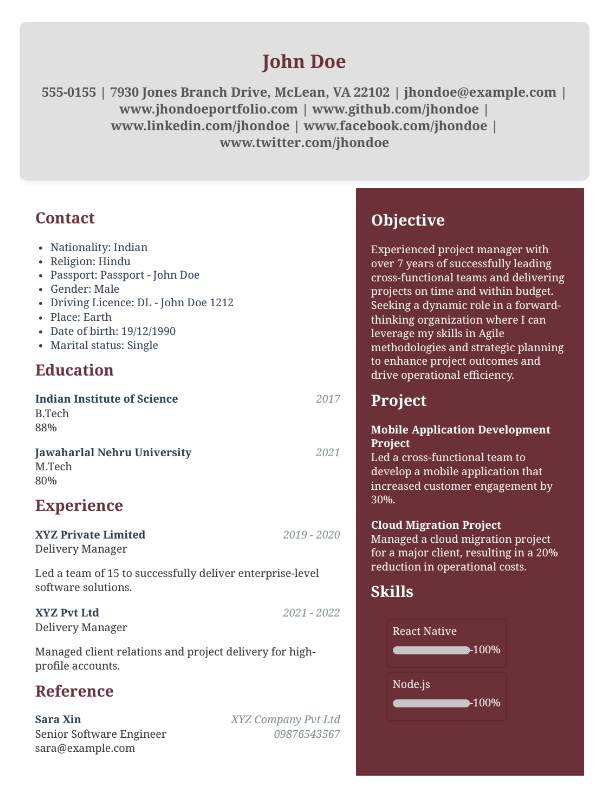 John Doe
555-0155 | 7930 Jones Branch Drive, McLean, VA 22102 | jhondoe@example.com |
www.jhondoeportfolio.com | www.github.com/jhondoe |
www.linkedin.com/jhondoe | www.facebook.com/jhondoe |
www.twitter.com/jhondoe
Contact
• Nationality: Indian
• Religion: Hindu
• Passport: Passport - John Doe
• Gender: Male
• Driving Licence: DL - John Doe 1212
• Place: Earth
• Date of birth: 19/12/1990
• Marital status: Single
Education
Indian Institute of Science 2017
B.Tech
88%
Jawaharlal Nehru University 2021
M.Tech
80%
Experience
XYZ Private Limited 2019 - 2020
Delivery Manager
Led a team of 15 to successfully deliver enterprise-level
software solutions.
XYZ Pvt Ltd 2021 - 2022
Delivery Manager
Managed client relations and project delivery for high-
profile accounts.
Reference
Sara Xin XYZ Company Pvt Ltd
Senior Software Engineer 09876543567
sara@example.com
Objective
Experienced project manager with
over 7 years of successfully leading
cross-functional teams and delivering
projects on time and within budget.
Seeking a dynamic role in a forward-
thinking organization where I can
leverage my skills in Agile
methodologies and strategic planning
to enhance project outcomes and
drive operational efficiency.
Project
Mobile Application Development
Project
Led a cross-functional team to
develop a mobile application that
increased customer engagement by
30%.
Cloud Migration Project
Managed a cloud migration project
for a major client, resulting in a 20%
reduction in operational costs.
Skills
React Native
-100%
Node.js
-100%